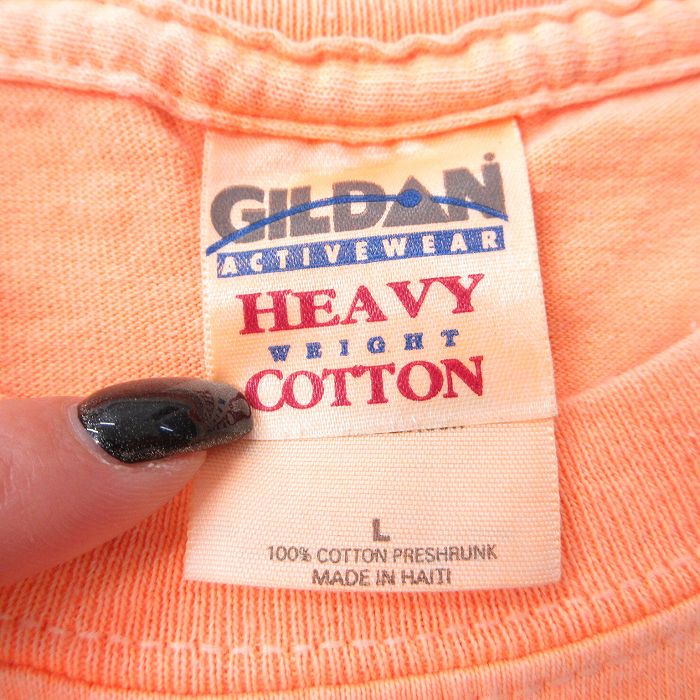 GILDAN
ACTIVEWEAR
HEAVY
WEIGHT
COTTON
L
100% COTTON PRESHRUNK
MADE IN HAITI